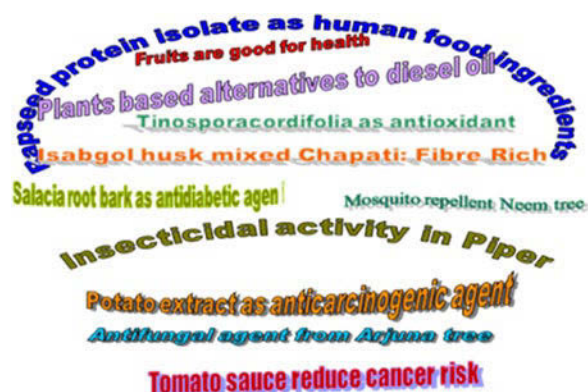 rapseed protein isolate as human food ingredients
Fruits are good for health
Plants based alternatives to diesel oil
Tinosporacordifolia as antioxidant
Isabgol husk mixed Chapati: Fibre Rich
Salacia root bark as antidiabetic agen
Mosquito repellent Neem tree
Insecticidal activity in Piper
Potato extract as anticarcinogenic agent
Antifungal agent from Arjuna tree
Tomato sauce reduce cancer risk